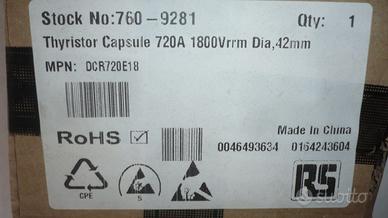 Stock No:760-9281 Qty: 1
Thyristor Capsule 720A 1800Vrrm Dia,42mm
MPN: DCR720E18
RoHS
Made in China
0046493634 0164243604
CPE
S
RS
subito